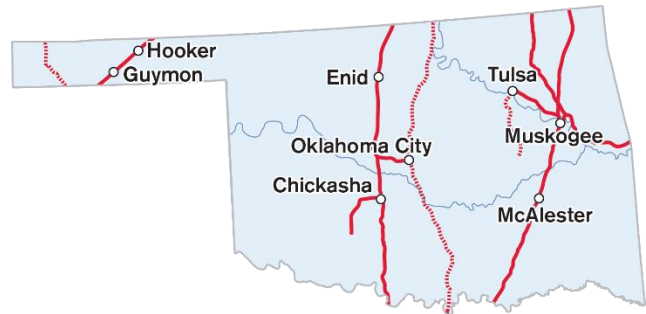 Hooker
Guymon
Enid
Tulsa
Muskogee
Oklahoma City
Chickasha
McAlester